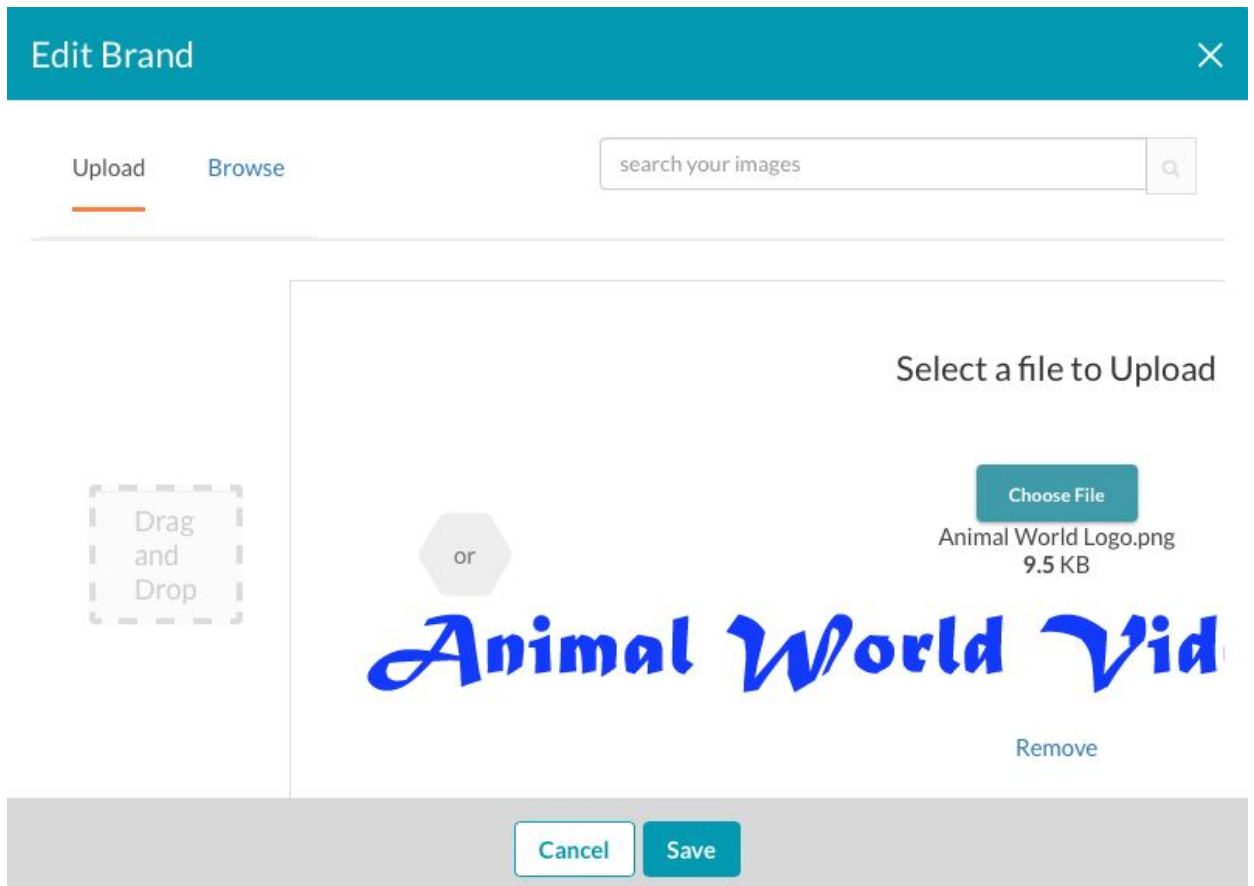 Edit Brand
Upload Browse
search your images
Select a file to Upload
Choose File
Animal World Logo.png
9.5 KB
Drag
and
Drop
or
Animal World Vid
Remove
Cancel Save